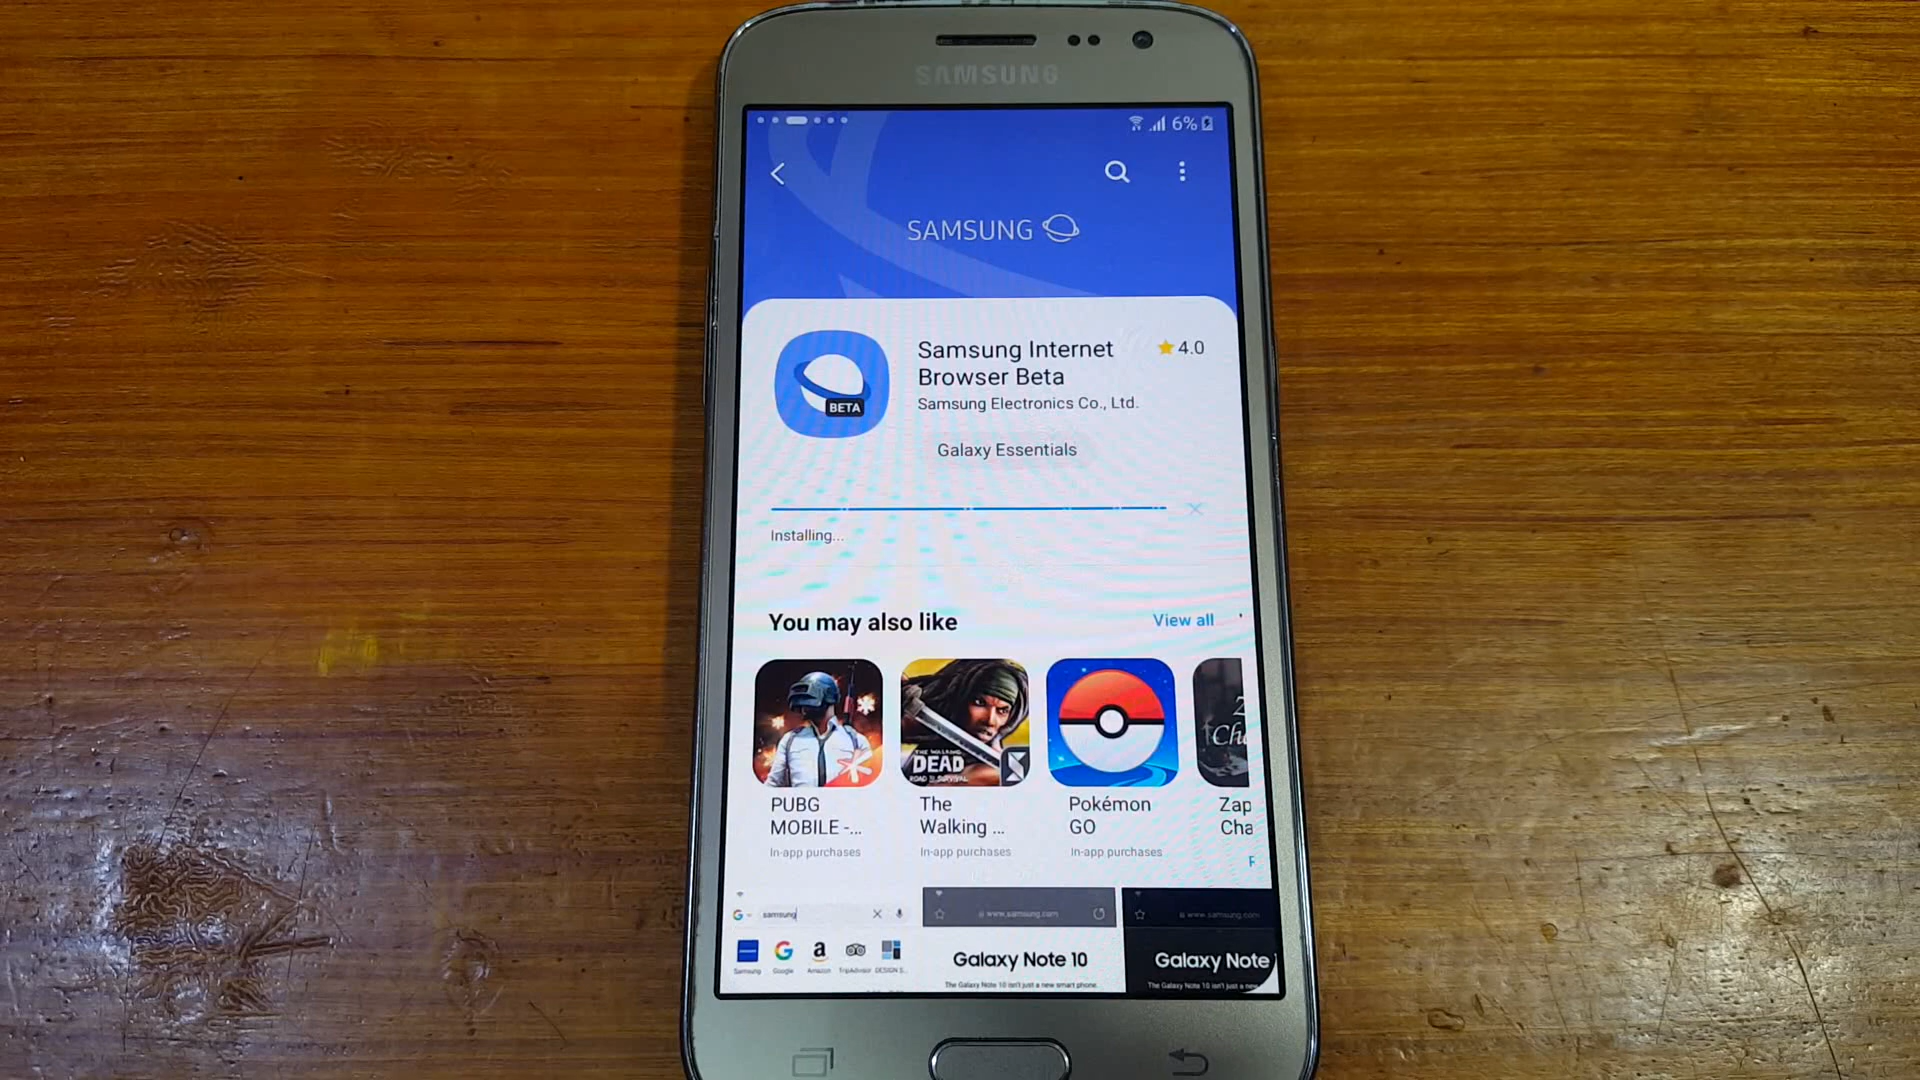 SAMSUNG
6%
SAMSUNG
Samsung Internet
Browser Beta
4.0
Samsung Electronics Co., Ltd.
BETA
Galaxy Essentials
Installing...
You may also like
View all
THE WALKING
DEAD
ROAD TO SURVIVAL
PUBG
MOBILE -...
In-app purchases
The
Walking ...
In-app purchases
Pokémon
GO
In-app purchases
Zap
Cha
samsung
www.samsung.com
www.samsung.com
Samsung
Google
Amazon
TripAdvisor
DESIGN S...
Galaxy Note 10
The Galaxy Note 10 isn't just a new smart phone.
Galaxy Note
The Galaxy Note 10 isn't just a new